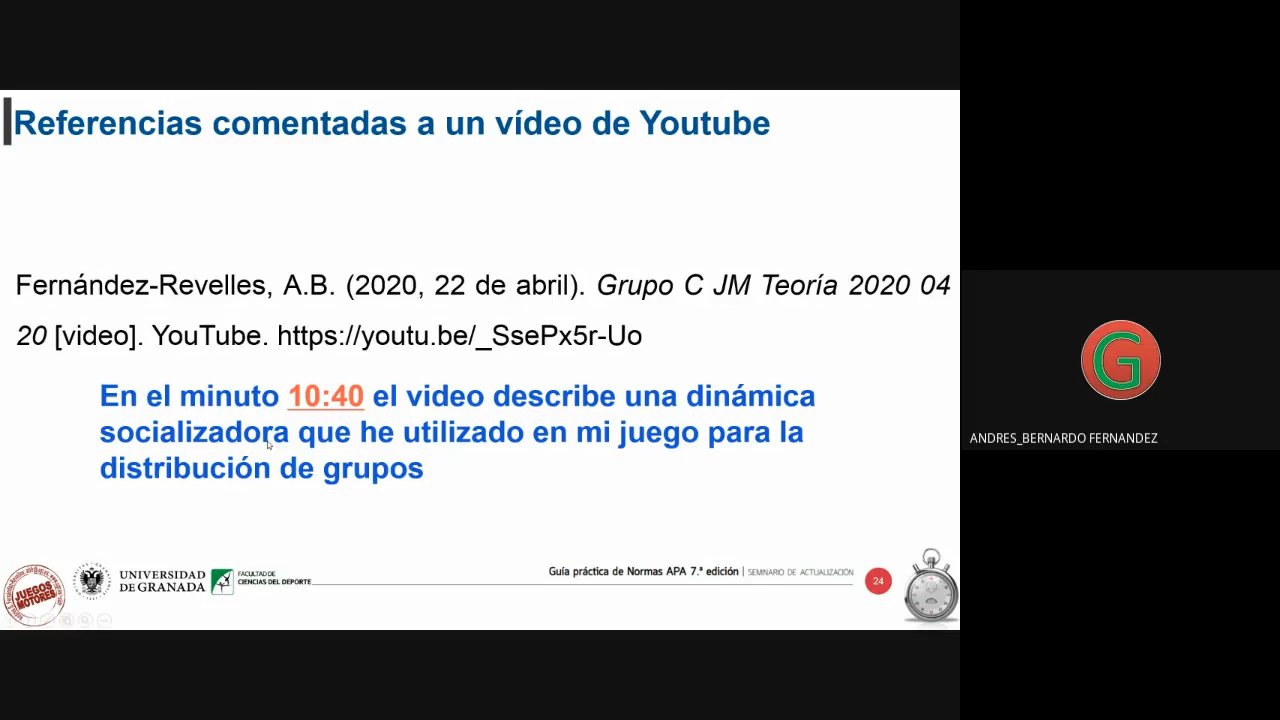 Referencias comentadas a un vídeo de Youtube
Fernández-Revelles, A.B. (2020, 22 de abril). Grupo C JM Teoría 2020 04
20 [video]. YouTube. https://youtu.be/_SsePx5r-Uo
En el minuto 10:40 el video describe una dinámica
socializadora que he utilizado en mi juego para la
distribución de grupos
G
ANDRES_BERNARDO FERNANDEZ
JUEGOS
MOTORES
UNIVERSIDAD
DE GRANADA
FACULTAD DE
CIENCIAS DEL DEPORTE
Guía práctica de Normas APA 7.ª edición | SEMINARIO DE ACTUALIZACIÓN
24